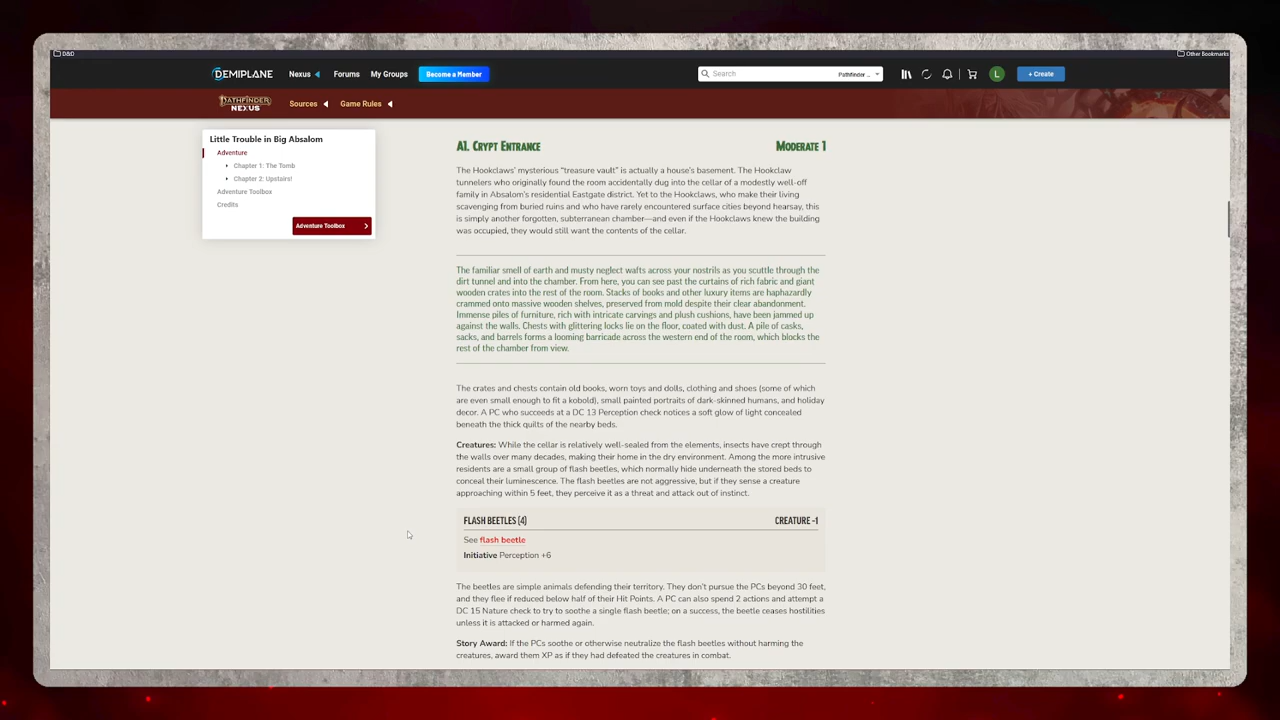 D&D
Other Bookmarks
DEMIPLANE
Nexus
Forums
My Groups
Become a Member
Search
Pathfinder ...
L
+ Create
PATHFINDER NEXUS
Sources
Game Rules
Little Trouble in Big Absalom
Adventure
Chapter 1: The Tomb
Chapter 2: Upstairs!
Adventure Toolbox
Credits
Adventure Toolbox
A1. Crypt Entrance
Moderate 1
The Hookclaws' mysterious “treasure vault” is actually a house's basement. The Hookclaw
tunnelers who originally found the room accidentally dug into the cellar of a modestly well-off
family in Absalom's residential Eastgate district. Yet to the Hookclaws, who make their living
scavenging from buried ruins and who have rarely encountered surface cities beyond hearsay, this
is simply another forgotten, subterranean chamber—and even if the Hookclaws knew the building
was occupied, they would still want the contents of the cellar.
The familiar smell of earth and musty neglect wafts across your nostrils as you scuttle through the
dirt tunnel and into the chamber. From here, you can see past the curtains of rich fabric and giant
wooden crates into the rest of the room. Stacks of books and other luxury items are haphazardly
crammed onto massive wooden shelves, preserved from mold despite their clear abandonment.
Immense piles of furniture, rich with intricate carvings and plush cushions, have been jammed up
against the walls. Chests with glittering locks lie on the floor, coated with dust. A pile of casks,
sacks, and barrels forms a looming barricade across the western end of the room, which blocks the
rest of the chamber from view.
The crates and chests contain old books, worn toys and dolls, clothing and shoes (some of which
are even small enough to fit a kobold), small painted portraits of dark-skinned humans, and holiday
decor. A PC who succeeds at a DC 13 Perception check notices a soft glow of light concealed
beneath the thick quilts of the nearby beds.
Creatures: While the cellar is relatively well-sealed from the elements, insects have crept through
the walls over many decades, making their home in the dry environment. Among the more intrusive
residents are a small group of flash beetles, which normally hide underneath the stored beds to
conceal their luminescence. The flash beetles are not aggressive, but if they sense a creature
approaching within 5 feet, they perceive it as a threat and attack out of instinct.
FLASH BEETLES (4)
CREATURE -1
See flash beetle
Initiative Perception +6
The beetles are simple animals defending their territory. They don't pursue the PCs beyond 30 feet,
and they flee if reduced below half of their Hit Points. A PC can also spend 2 actions and attempt a
DC 15 Nature check to try to soothe a single flash beetle; on a success, the beetle ceases hostilities
unless it is attacked or harmed again.
Story Award: If the PCs soothe or otherwise neutralize the flash beetles without harming the
creatures, award them XP as if they had defeated the creatures in combat.